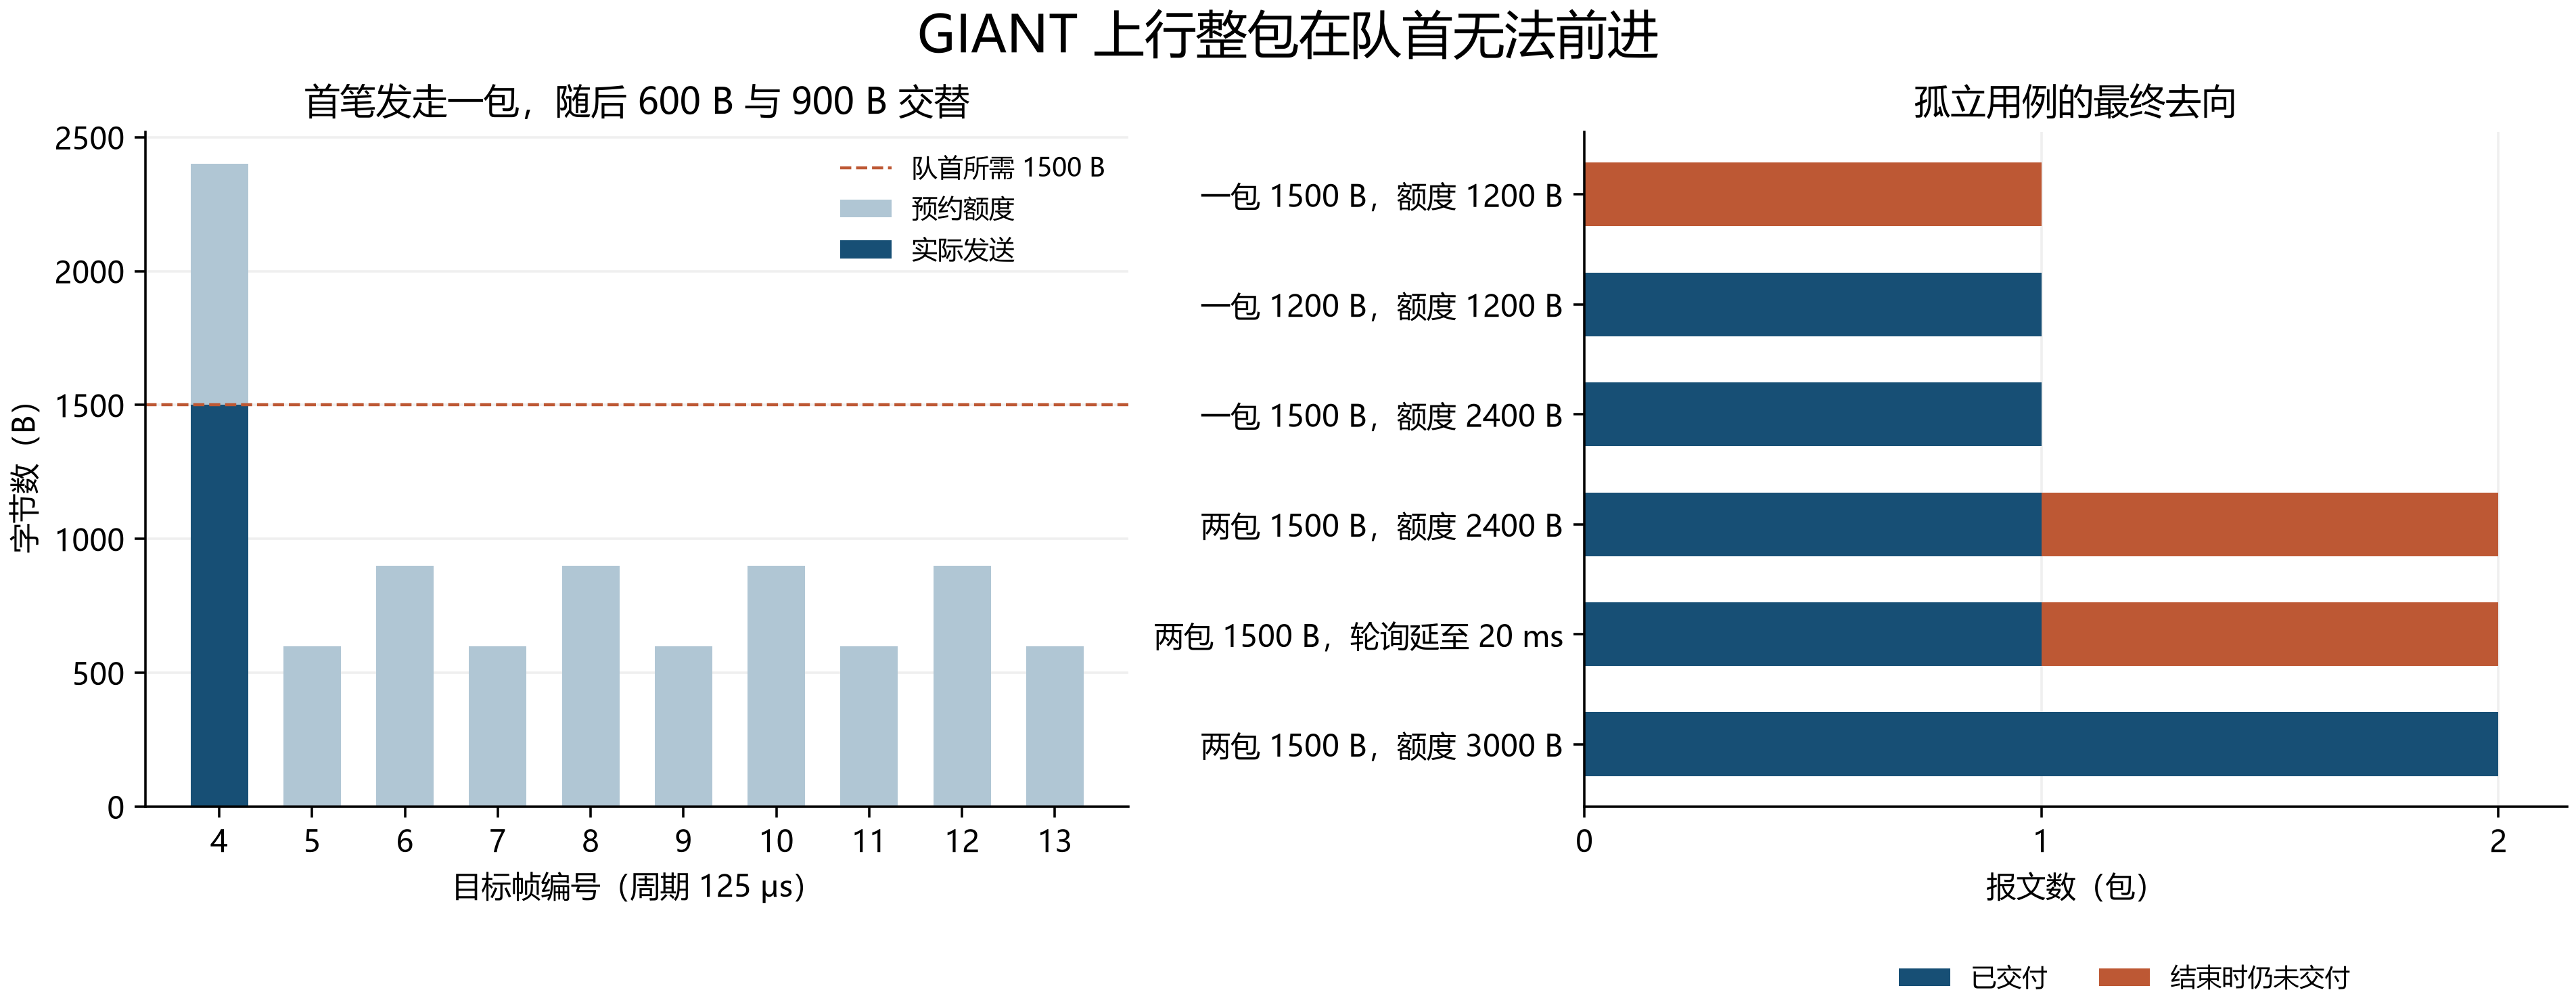 GIANT 上行整包在队首无法前进
首笔发走一包，随后 600 B 与 900 B 交替
字节数（B）
2500
2000
1500
1000
500
0
队首所需 1500 B
预约额度
实际发送
4 5 6 7 8 9 10 11 12 13
目标帧编号（周期 125 μs）
孤立用例的最终去向
一包 1500 B，额度 1200 B
一包 1200 B，额度 1200 B
一包 1500 B，额度 2400 B
两包 1500 B，额度 2400 B
两包 1500 B，轮询延至 20 ms
两包 1500 B，额度 3000 B
0 1 2
报文数（包）
已交付 结束时仍未交付